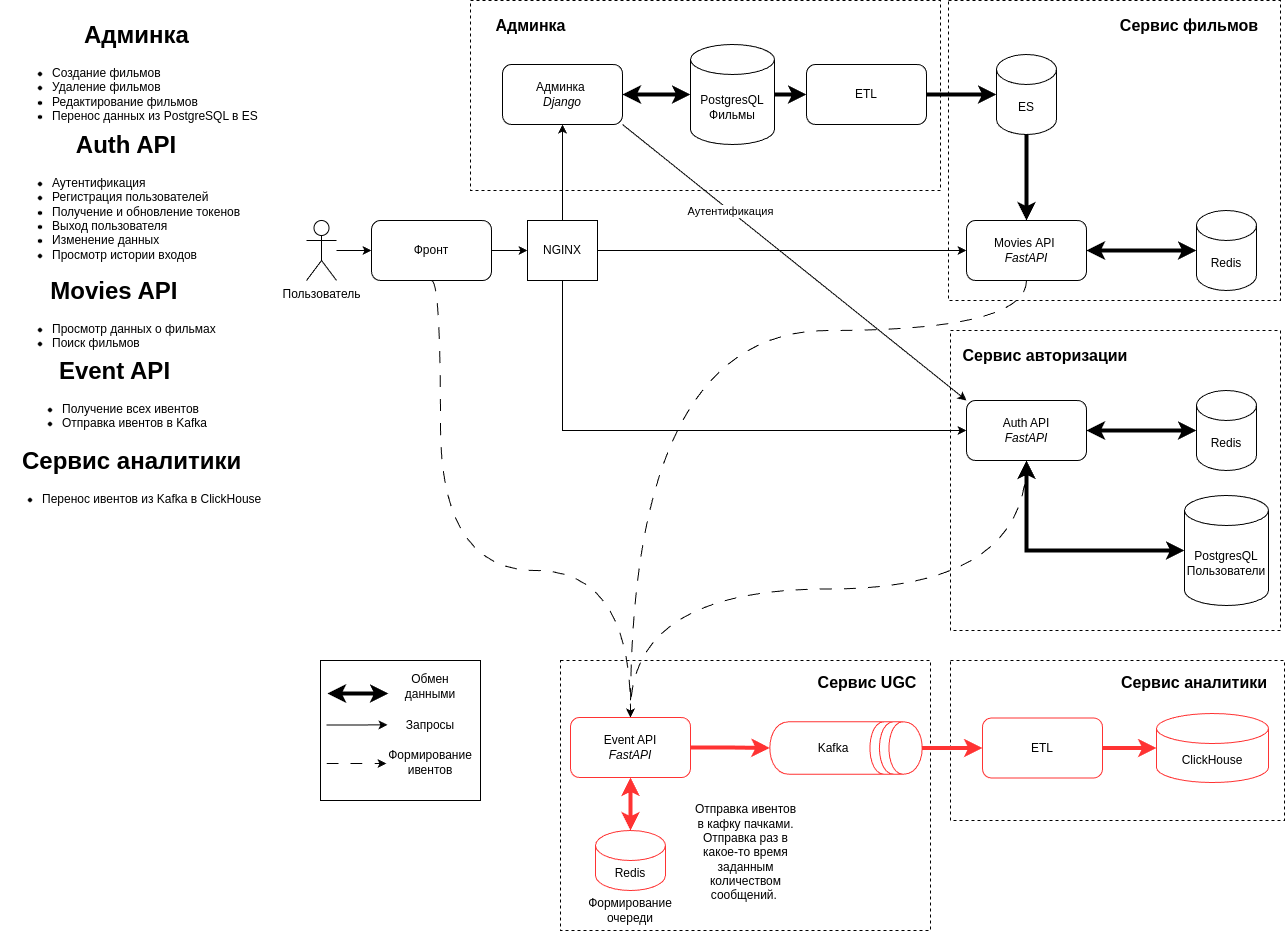 Админка
Создание фильмов
Удаление фильмов
Редактирование фильмов
Перенос данных из PostgreSQL в ES
Auth API
Аутентификация
Регистрация пользователей
Получение и обновление токенов
Выход пользователя
Изменение данных
Просмотр истории входов
Movies API
Просмотр данных о фильмах
Поиск фильмов
Event API
Получение всех ивентов
Отправка ивентов в Kafka
Сервис аналитики
Перенос ивентов из Kafka в ClickHouse
Админка
Админка
Django
PostgresQL
Фильмы
ETL
Сервис фильмов
ES
Movies API
FastAPI
Redis
Пользователь
Фронт
NGINX
Аутентификация
Сервис авторизации
Auth API
FastAPI
Redis
PostgresQL
Пользователи
Обмен
данными
Запросы
Формирование
ивентов
Сервис UGC
Event API
FastAPI
Kafka
Redis
Формирование
очереди
Отправка ивентов
в кафку пачками.
Отправка раз в
какое-то время
заданным
количеством
сообщений.
Сервис аналитики
ETL
ClickHouse